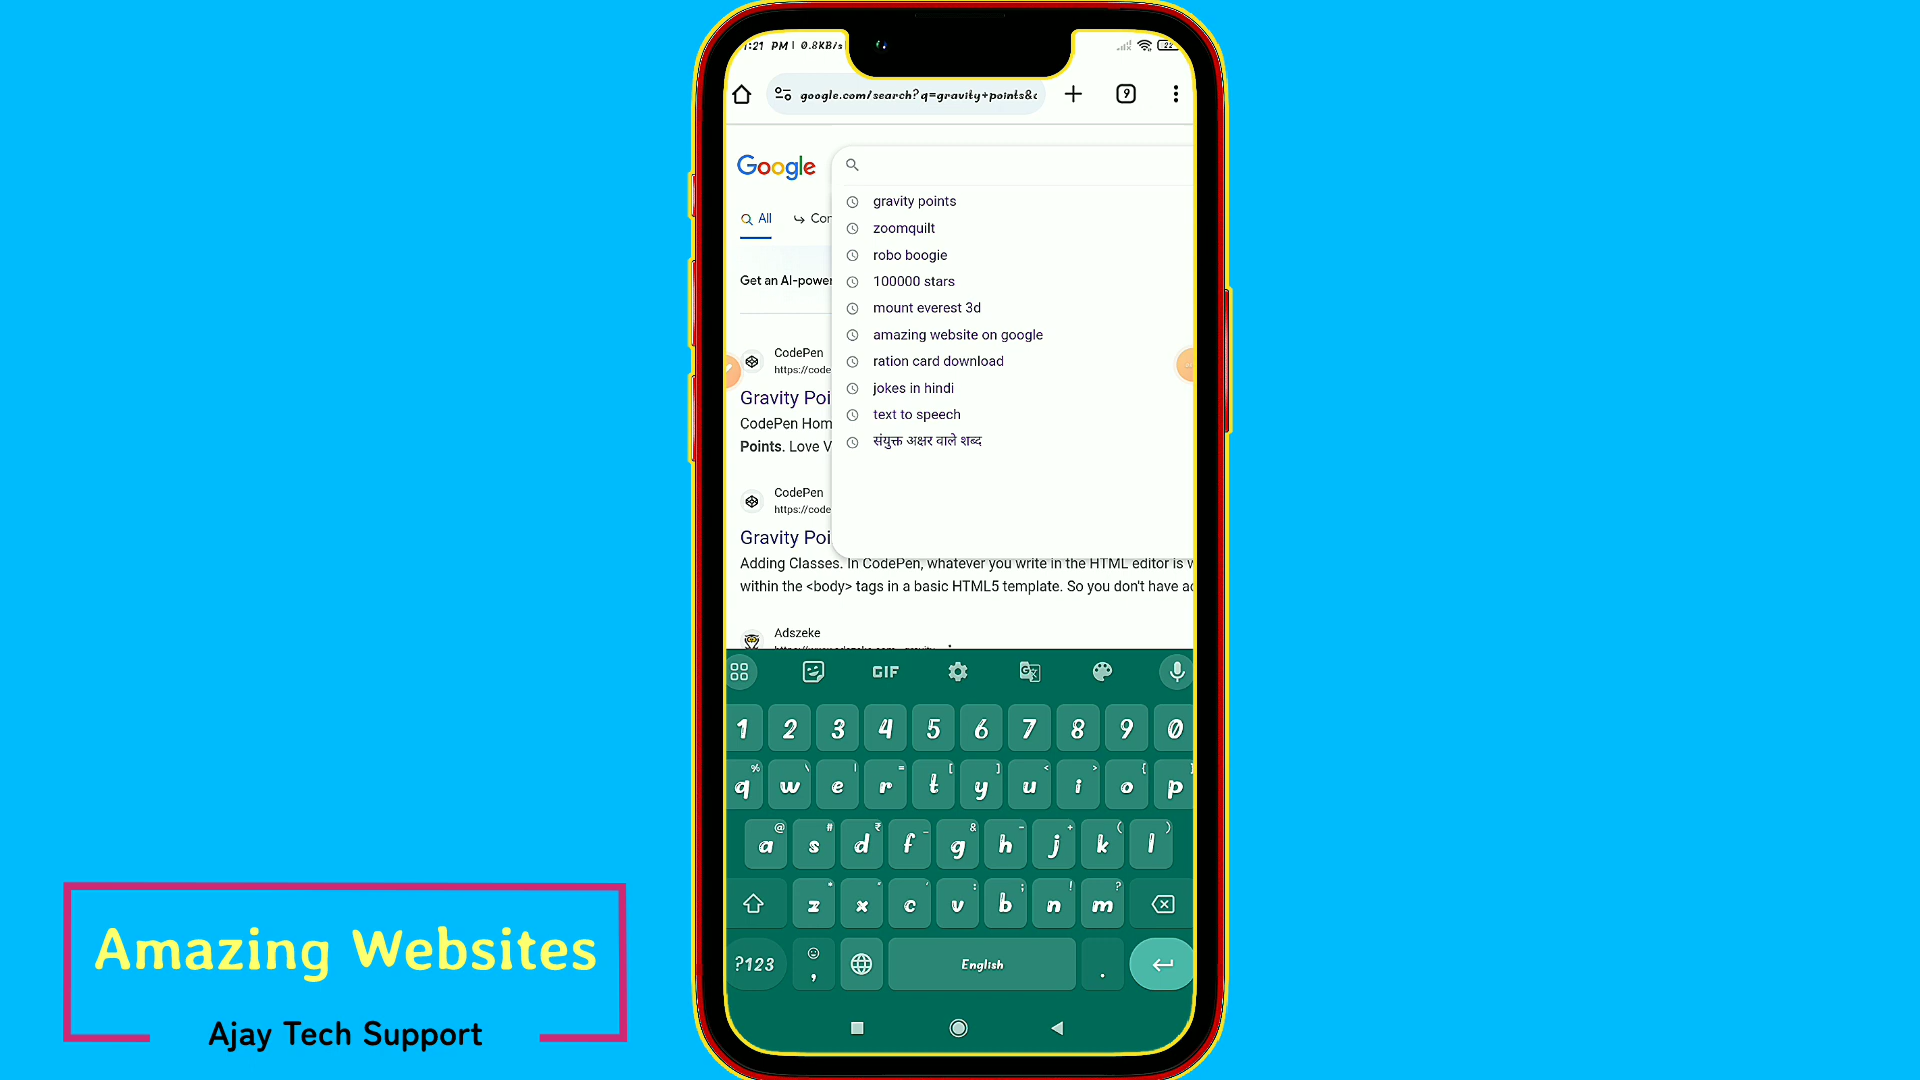 1:21 PM | 0.8KB/s
22
google.com/search?q=gravity+points&
9
Google
All
Cor
gravity points
zoomquilt
robo boogie
100000 stars
mount everest 3d
amazing website on google
ration card download
jokes in hindi
text to speech
संयुक्त अक्षर वाले शब्द
Get an AI-power
CodePen
https://code
Gravity Poi
CodePen Hom
Points. Love V
CodePen
https://code
Gravity Poi
Adding Classes. In CodePen, whatever you write in the HTML editor is w
within the <body> tags in a basic HTML5 template. So you don't have ac
Adszeke
GIF
1 2 3 4 5 6 7 8 9 0
% \ | = [ ] < > { }
q w e r t y u i o p
@ # ₹ _ & - + ( )
a s d f g h j k l
* " ' : ; ! ?
z x c v b n m
?123 , English .
Amazing Websites
Ajay Tech Support